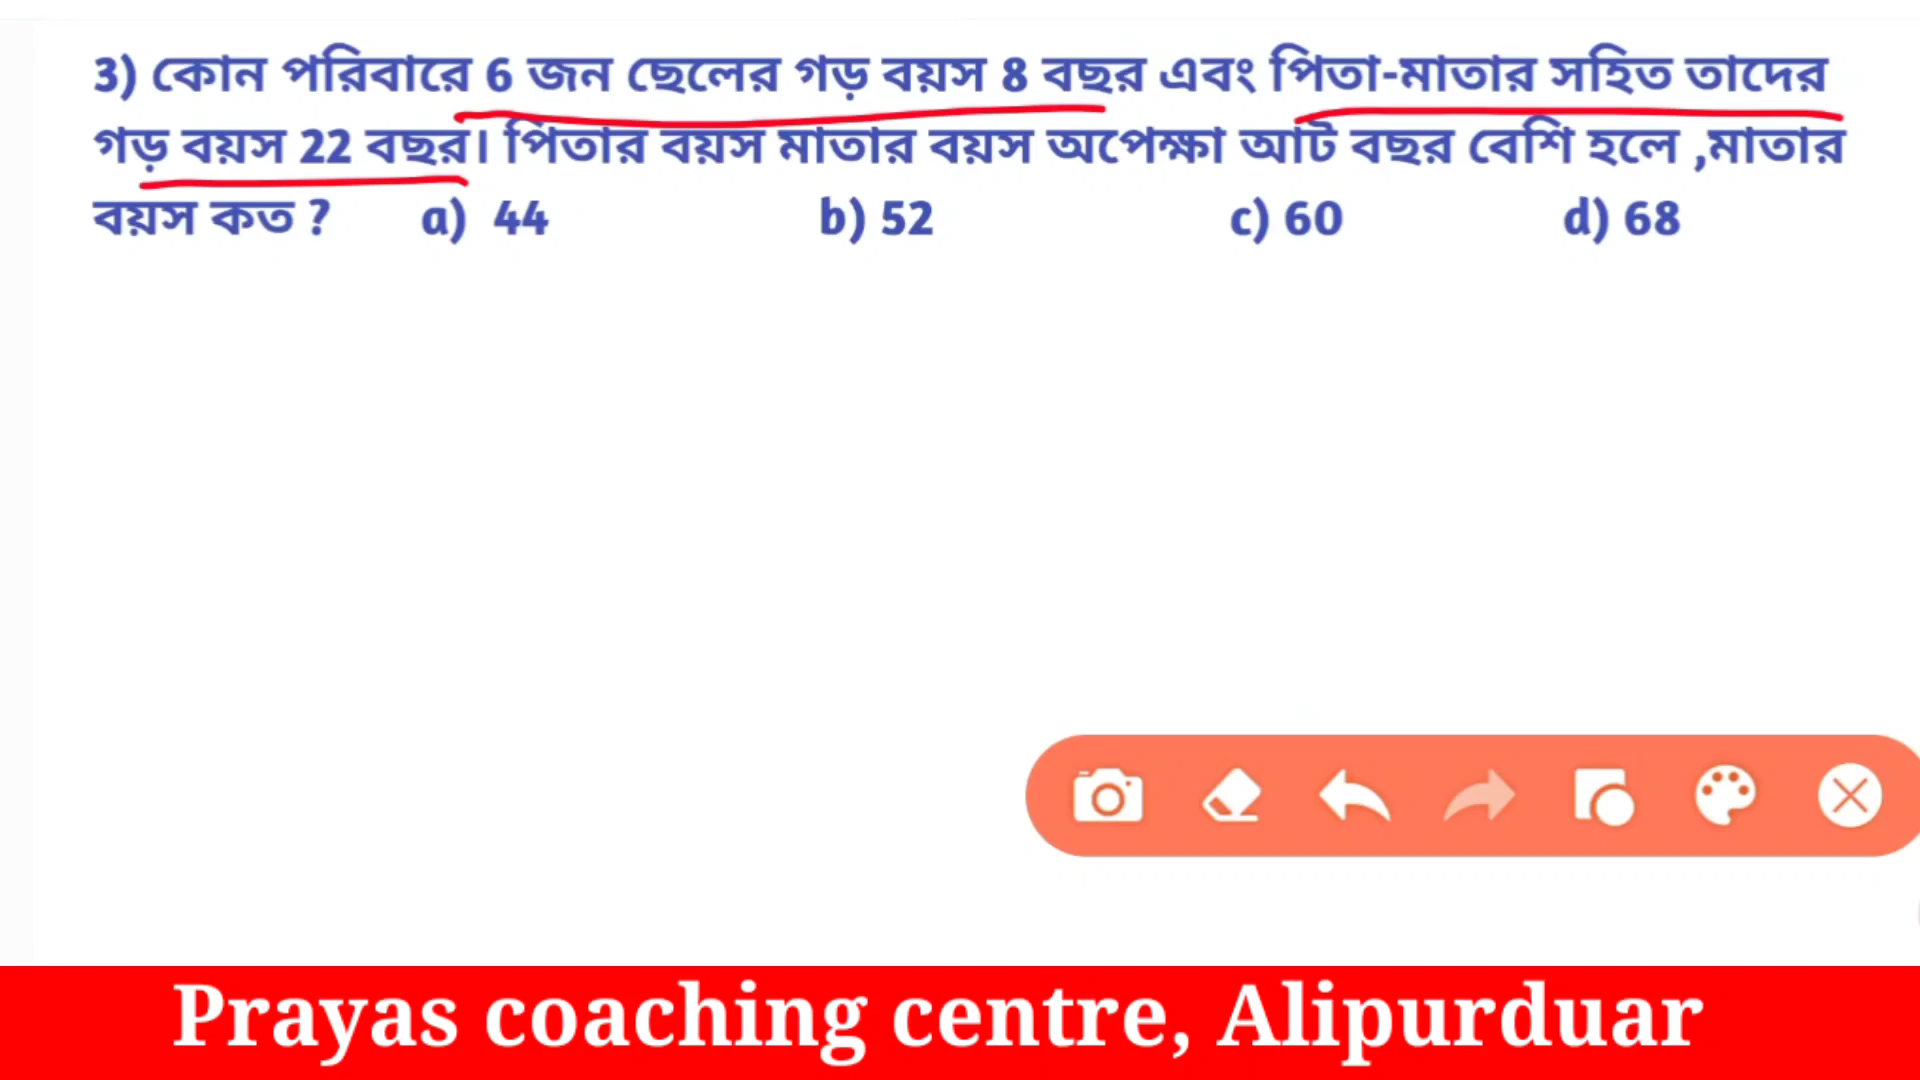 3) কোন পরিবারে 6 জন ছেলের গড় বয়স 8 বছর এবং পিতা-মাতার সহিত তাদের
গড় বয়স 22 বছর। পিতার বয়স মাতার বয়স অপেক্ষা আট বছর বেশি হলে ,মাতার
বয়স কত ? a) 44 b) 52 c) 60 d) 68
Prayas coaching centre, Alipurduar